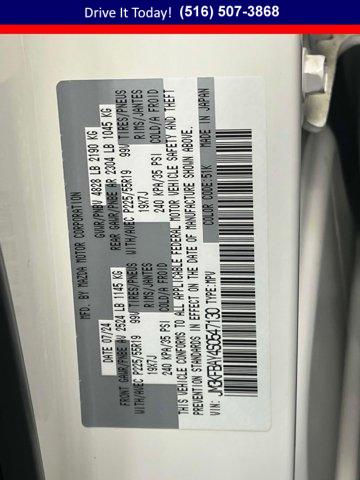 Drive It Today! (516) 507-3868
MFD. BY MAZDA MOTOR CORPORATION
GVWR/PNBV 4828 LB 2190 KG
DATE 07/24
REAR GAWR/PNBE AR 2304 LB 1045 KG
FRONT GAWR/PNBE AV 2524 LB 1145 KG
WITH/AVEC P225/55R19 99V TIRES/PNEUS
WITH/AVEC P225/55R19 99V TIRES/PNEUS
19X7J RIMS/JANTES
19X7J RIMS/JANTES
240 KPA/35 PSI COLD/A FROID
240 KPA/35 PSI COLD/A FROID
THIS VEHICLE CONFORMS TO ALL APPLICABLE FEDERAL MOTOR VEHICLE SAFETY AND THEFT
PREVENTION STANDARDS IN EFFECT ON THE DATE OF MANUFACTURE SHOWN ABOVE.
JM3KFBAY4S0547130 TYPE:MPV
COLOR CODE:51K
MADE IN JAPAN